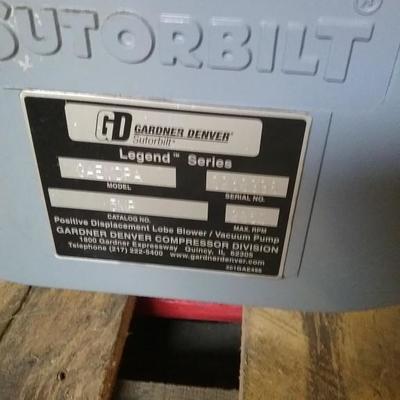 SUTORBILT®
GD GARDNER DENVER®
Sutorbilt®
Legend™ Series
MODEL SERIAL NO.
CATALOG NO. MAX. RPM
Positive Displacement Lobe Blower / Vacuum Pump
GARDNER DENVER COMPRESSOR DIVISION
1800 Gardner Expressway Quincy, IL 62305
Telephone (217) 222-5400 www.gardnerdenver.com